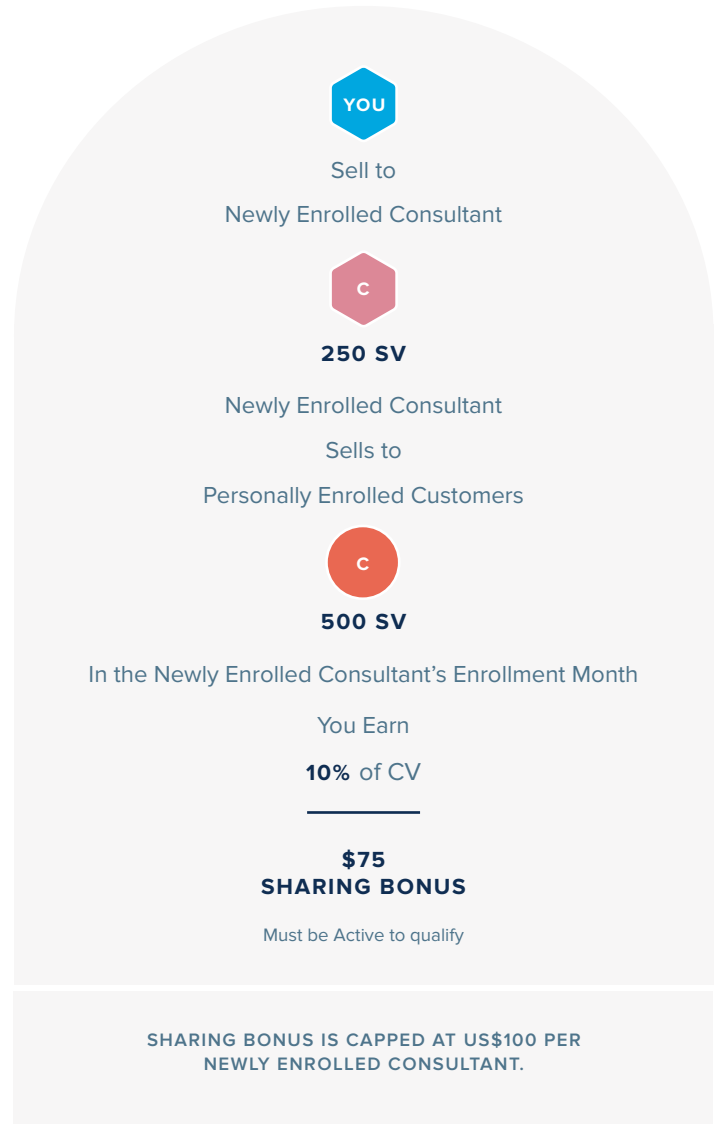 YOU
Sell to
Newly Enrolled Consultant
C
250 SV
Newly Enrolled Consultant
Sells to
Personally Enrolled Customers
C
500 SV
In the Newly Enrolled Consultant’s Enrollment Month
You Earn
10% of CV
$75
SHARING BONUS
Must be Active to qualify
SHARING BONUS IS CAPPED AT US$100 PER
NEWLY ENROLLED CONSULTANT.